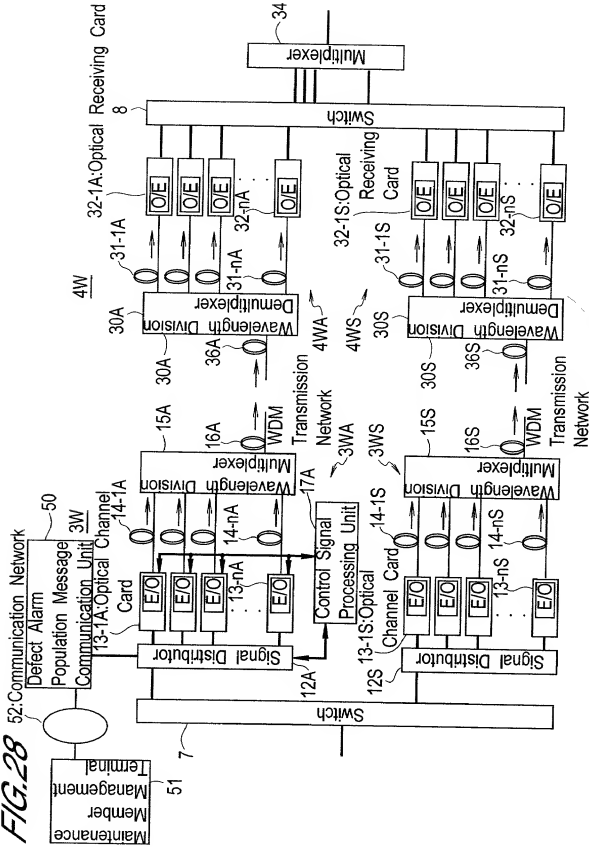 FIG.28
Maintenance
Member
Management
Terminal
51
52:Communication Network
50
Defect Alarm
Population Message
Communication Unit
3W
7
Switch
12A
Signal Distributor
13-1A:Optical Channel
Card
E/O
E/O
E/O
E/O
13-nA
14-1A
14-nA
Control Signal
Processing Unit
17A
15A
Wavelength Division
Multiplexer
16A
WDM
Transmission
Network
3WA
3WS
12S
Signal Distributor
13-1S:Optical
Channel Card
E/O
E/O
E/O
E/O
13-nS
14-1S
14-nS
15S
Wavelength Division
Multiplexer
16S
WDM
Transmission
Network
4W
36A
30A
30A
Wavelength Division
Demultiplexer
31-1A
31-nA
32-1A:Optical Receiving Card
O/E
O/E
O/E
O/E
32-nA
4WA
4WS
36S
30S
30S
Wavelength Division
Demultiplexer
31-1S
31-nS
32-1S:Optical
Receiving
Card
O/E
O/E
O/E
O/E
32-nS
8
Switch
34
Multiplexer